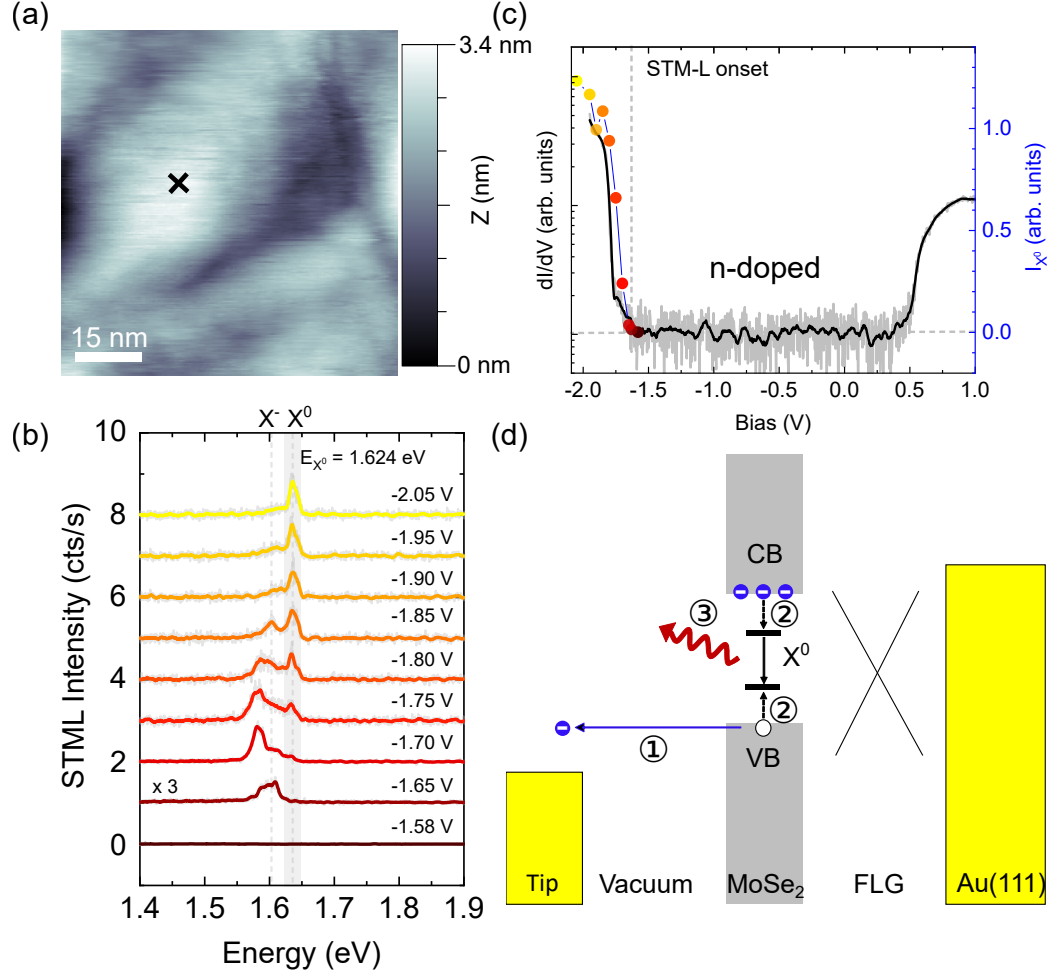 (a)
3.4 nm
Z (nm)
0 nm
15 nm
(c)
STM-L onset
n-doped
dI/dV (arb. units)
1.0
0.5
0.0
I_X⁰ (arb. units)
-2.0 -1.5 -1.0 -0.5 0.0 0.5 1.0
Bias (V)
(b)
X⁻ X⁰
E_X⁰ = 1.624 eV
10
8
6
4
2
0
STML Intensity (cts/s)
-2.05 V
-1.95 V
-1.90 V
-1.85 V
-1.80 V
-1.75 V
-1.70 V
x 3 -1.65 V
-1.58 V
1.4 1.5 1.6 1.7 1.8 1.9
Energy (eV)
(d)
CB
③ ②
X⁰
②
①
VB
Tip Vacuum MoSe₂ FLG Au(111)